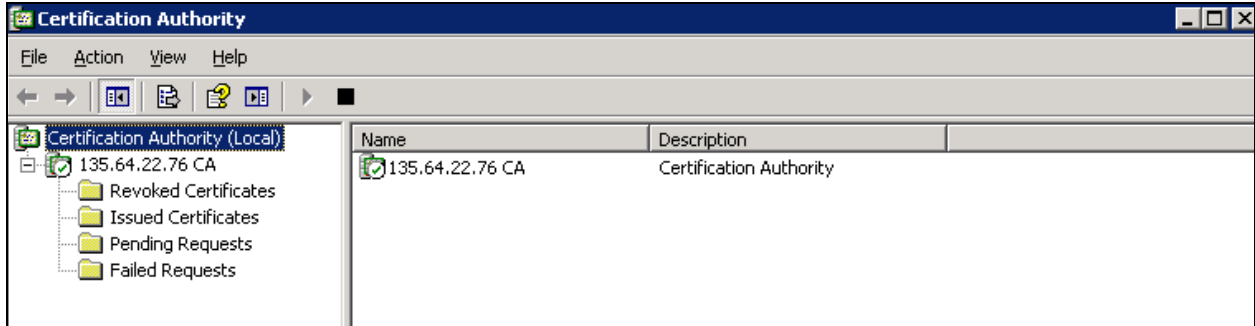 Certification Authority
File Action View Help
Certification Authority (Local)
135.64.22.76 CA
Revoked Certificates
Issued Certificates
Pending Requests
Failed Requests
Name Description
135.64.22.76 CA Certification Authority